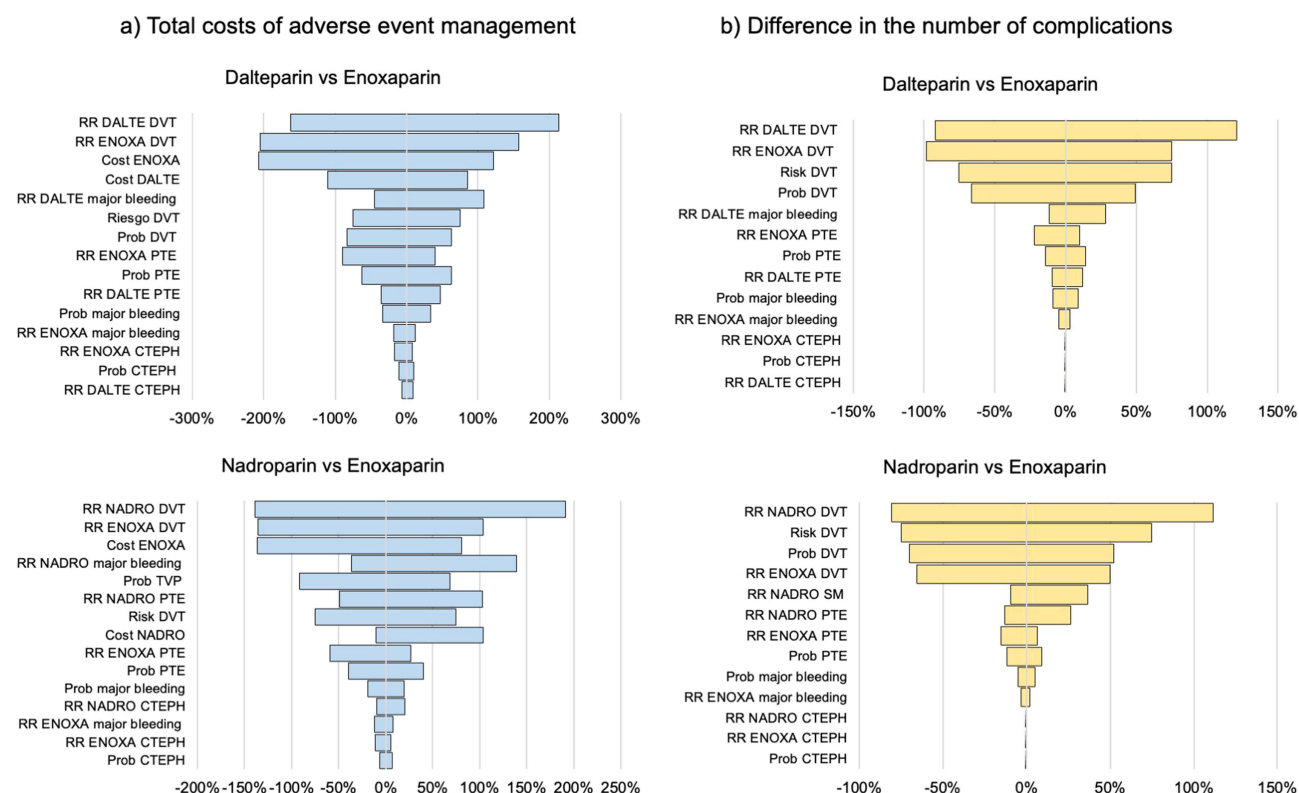 a) Total costs of adverse event management
Dalteparin vs Enoxaparin
RR DALTE DVT
RR ENOXA DVT
Cost ENOXA
Cost DALTE
RR DALTE major bleeding
Riesgo DVT
Prob DVT
RR ENOXA PTE
Prob PTE
RR DALTE PTE
Prob major bleeding
RR ENOXA major bleeding
RR ENOXA CTEPH
Prob CTEPH
RR DALTE CTEPH
-300% -200% -100% 0% 100% 200% 300%
Nadroparin vs Enoxaparin
RR NADRO DVT
RR ENOXA DVT
Cost ENOXA
RR NADRO major bleeding
Prob TVP
RR NADRO PTE
Risk DVT
Cost NADRO
RR ENOXA PTE
Prob PTE
Prob major bleeding
RR NADRO CTEPH
RR ENOXA major bleeding
RR ENOXA CTEPH
Prob CTEPH
-200% -150% -100% -50% 0% 50% 100% 150% 200% 250%
b) Difference in the number of complications
Dalteparin vs Enoxaparin
RR DALTE DVT
RR ENOXA DVT
Risk DVT
Prob DVT
RR DALTE major bleeding
RR ENOXA PTE
Prob PTE
RR DALTE PTE
Prob major bleeding
RR ENOXA major bleeding
RR ENOXA CTEPH
Prob CTEPH
RR DALTE CTEPH
-150% -100% -50% 0% 50% 100% 150%
Nadroparin vs Enoxaparin
RR NADRO DVT
Risk DVT
Prob DVT
RR ENOXA DVT
RR NADRO SM
RR NADRO PTE
RR ENOXA PTE
Prob PTE
Prob major bleeding
RR ENOXA major bleeding
RR NADRO CTEPH
RR ENOXA CTEPH
Prob CTEPH
-100% -50% 0% 50% 100% 150%